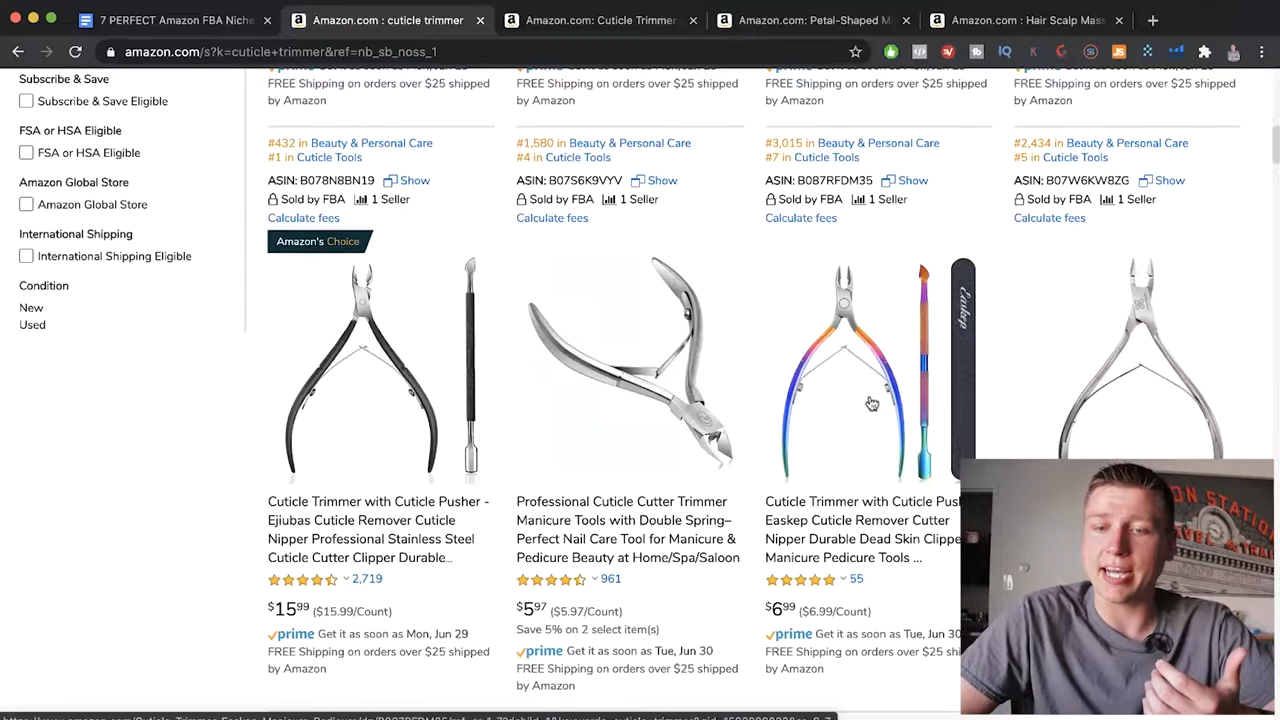 7 PERFECT Amazon FBA Niche
Amazon.com : cuticle trimmer
Amazon.com: Cuticle Trimmer
Amazon.com: Petal-Shaped M
Amazon.com : Hair Scalp Mass
amazon.com/s?k=cuticle+trimmer&ref=nb_sb_noss_1
Subscribe & Save
Subscribe & Save Eligible
FSA or HSA Eligible
FSA or HSA Eligible
Amazon Global Store
Amazon Global Store
International Shipping
International Shipping Eligible
Condition
New
Used
FREE Shipping on orders over $25 shipped
by Amazon
#432 in Beauty & Personal Care
#1 in Cuticle Tools
ASIN: B078N8BN19 Show
Sold by FBA 1 Seller
Calculate fees
FREE Shipping on orders over $25 shipped
by Amazon
#1,580 in Beauty & Personal Care
#4 in Cuticle Tools
ASIN: B07S6K9VYV Show
Sold by FBA 1 Seller
Calculate fees
FREE Shipping on orders over $25 shipped
by Amazon
#3,015 in Beauty & Personal Care
#7 in Cuticle Tools
ASIN: B087RFDM35 Show
Sold by FBA 1 Seller
Calculate fees
FREE Shipping on orders over $25 shipped
by Amazon
#2,434 in Beauty & Personal Care
#5 in Cuticle Tools
ASIN: B07W6KW8ZG Show
Sold by FBA 1 Seller
Calculate fees
Amazon's Choice
Easkep
Cuticle Trimmer with Cuticle Pusher -
Ejiubas Cuticle Remover Cuticle
Nipper Professional Stainless Steel
Cuticle Cutter Clipper Durable...
2,719
$1599 ($15.99/Count)
prime Get it as soon as Mon, Jun 29
FREE Shipping on orders over $25 shipped
by Amazon
Professional Cuticle Cutter Trimmer
Manicure Tools with Double Spring–
Perfect Nail Care Tool for Manicure &
Pedicure Beauty at Home/Spa/Saloon
961
$597 ($5.97/Count)
Save 5% on 2 select item(s)
prime Get it as soon as Tue, Jun 30
FREE Shipping on orders over $25 shipped
by Amazon
Cuticle Trimmer with Cuticle Push
Easkep Cuticle Remover Cutter
Nipper Durable Dead Skin Clippe
Manicure Pedicure Tools ...
55
$699 ($6.99/Count)
prime Get it as soon as Tue, Jun 30
FREE Shipping on orders over $25 shi
by Amazon
ON STATION